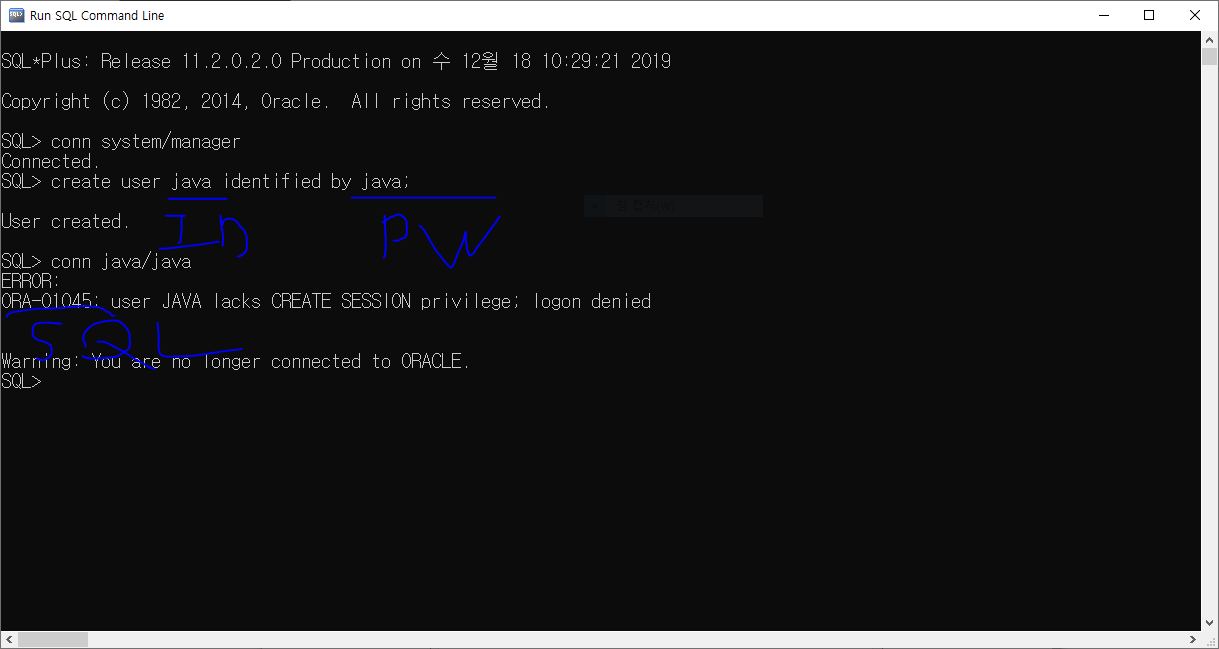 Run SQL Command Line
SQL*Plus: Release 11.2.0.2.0 Production on 수 12월 18 10:29:21 2019
Copyright (c) 1982, 2014, Oracle.  All rights reserved.
SQL> conn system/manager
Connected.
SQL> create user java identified by java;
User created.
ID PW
SQL> conn java/java
ERROR:
ORA-01045: user JAVA lacks CREATE SESSION privilege; logon denied
SQL
Warning: You are no longer connected to ORACLE.
SQL>